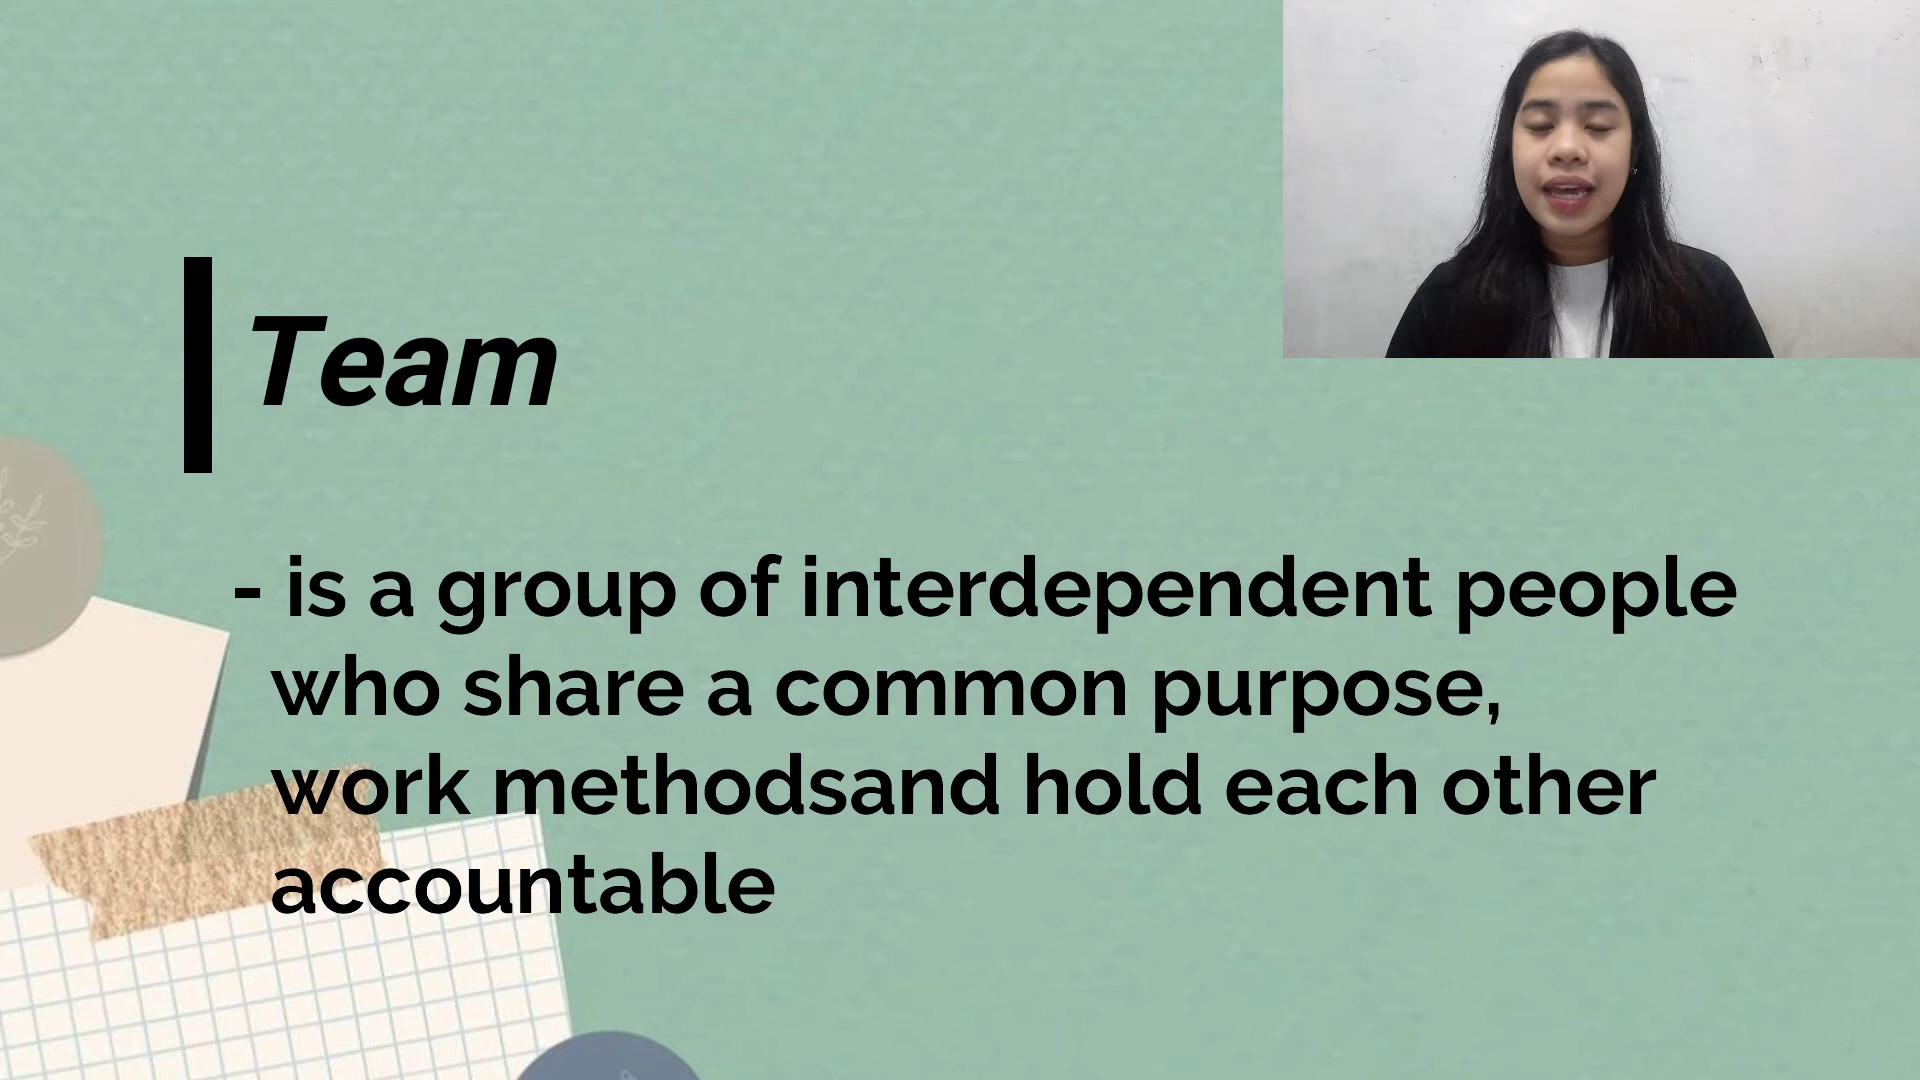 Team
- is a group of interdependent people
who share a common purpose,
work methodsand hold each other
accountable